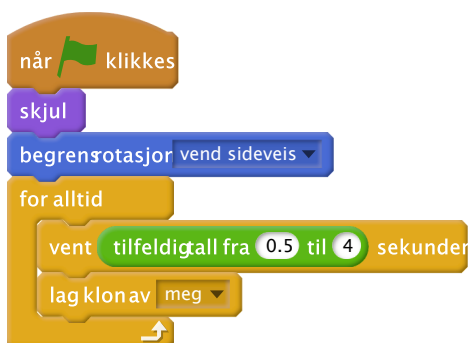 når klikkes
skjul
begrens rotasjon vend sideveis
for alltid
vent tilfeldig tall fra 0.5 til 4 sekunder
lag klon av meg